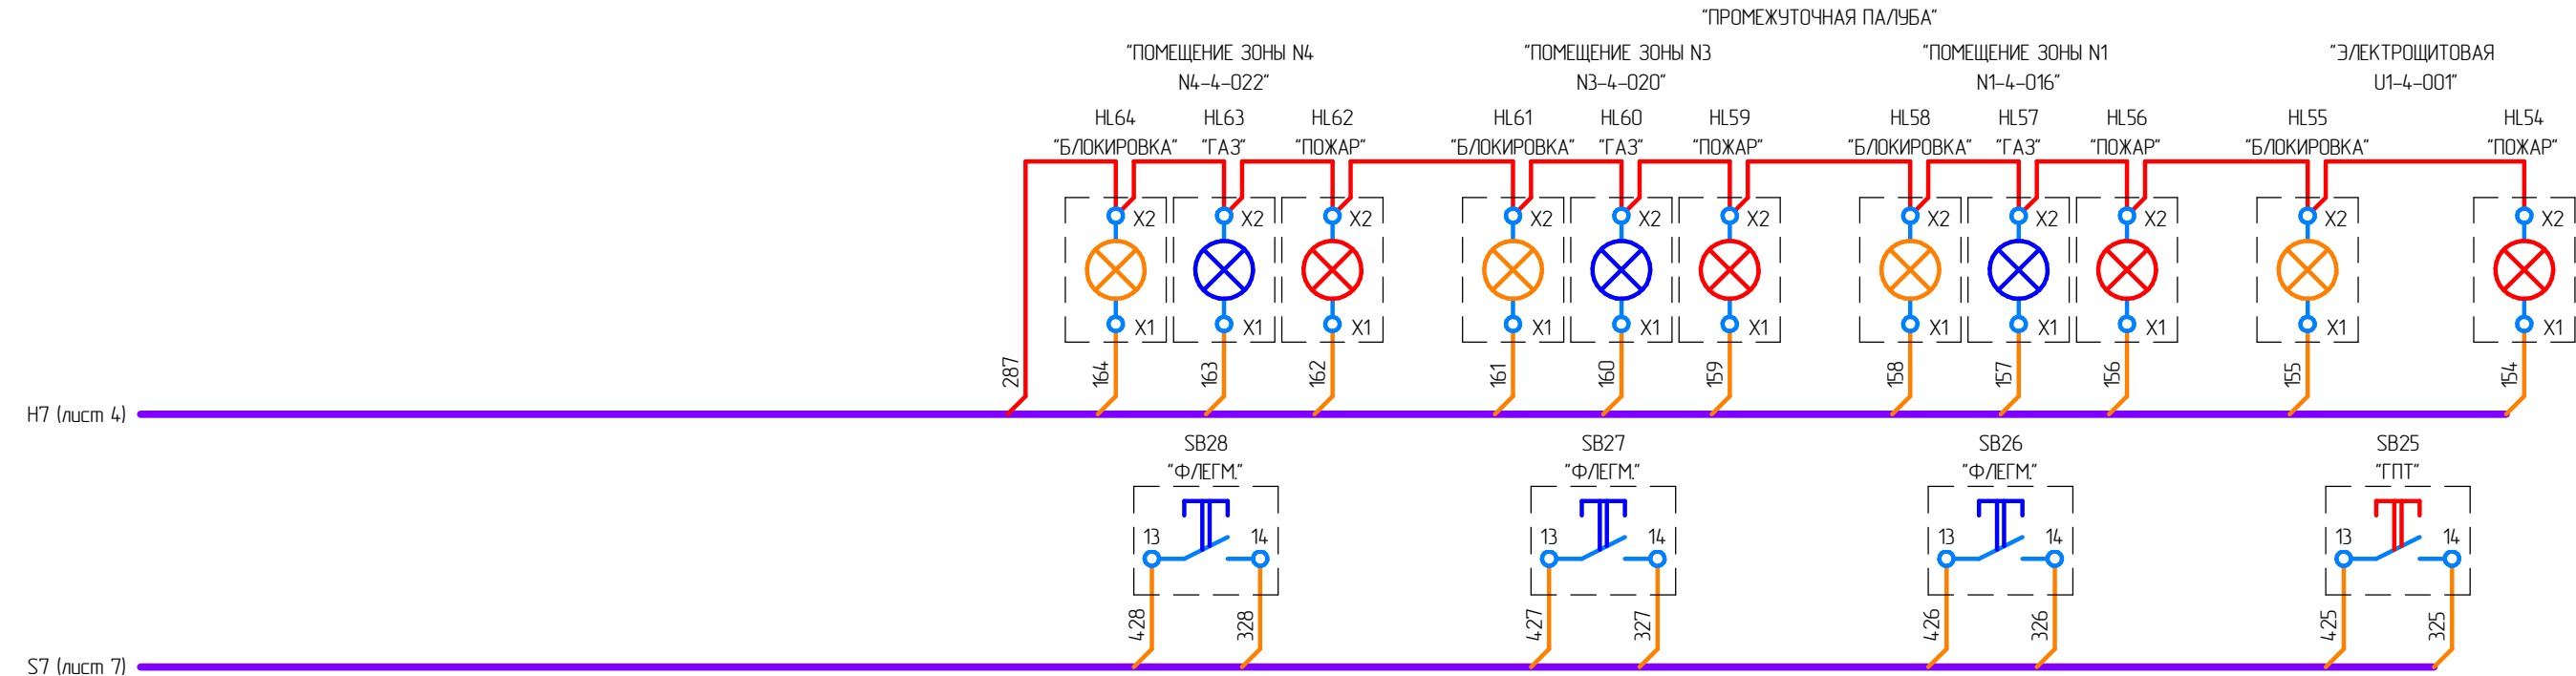 "ПРОМЕЖУТОЧНАЯ ПАЛУБА"
"ПОМЕЩЕНИЕ ЗОНЫ N4
N4-4-022"
"ПОМЕЩЕНИЕ ЗОНЫ N3
N3-4-020"
"ПОМЕЩЕНИЕ ЗОНЫ N1
N1-4-016"
"ЭЛЕКТРОЩИТОВАЯ
U1-4-001"
HL64
"БЛОКИРОВКА"
HL63
"ГАЗ"
HL62
"ПОЖАР"
HL61
"БЛОКИРОВКА"
HL60
"ГАЗ"
HL59
"ПОЖАР"
HL58
"БЛОКИРОВКА"
HL57
"ГАЗ"
HL56
"ПОЖАР"
HL55
"БЛОКИРОВКА"
HL54
"ПОЖАР"
X2
X2
X2
X2
X2
X2
X2
X2
X2
X2
X2
X1
X1
X1
X1
X1
X1
X1
X1
X1
X1
X1
287
164
163
162
161
160
159
158
157
156
155
154
H7 (лист 4)
SB28
"ФЛЕГМ."
SB27
"ФЛЕГМ."
SB26
"ФЛЕГМ."
SB25
"ГПТ"
13
14
13
14
13
14
13
14
428
328
427
327
426
326
425
325
S7 (лист 7)